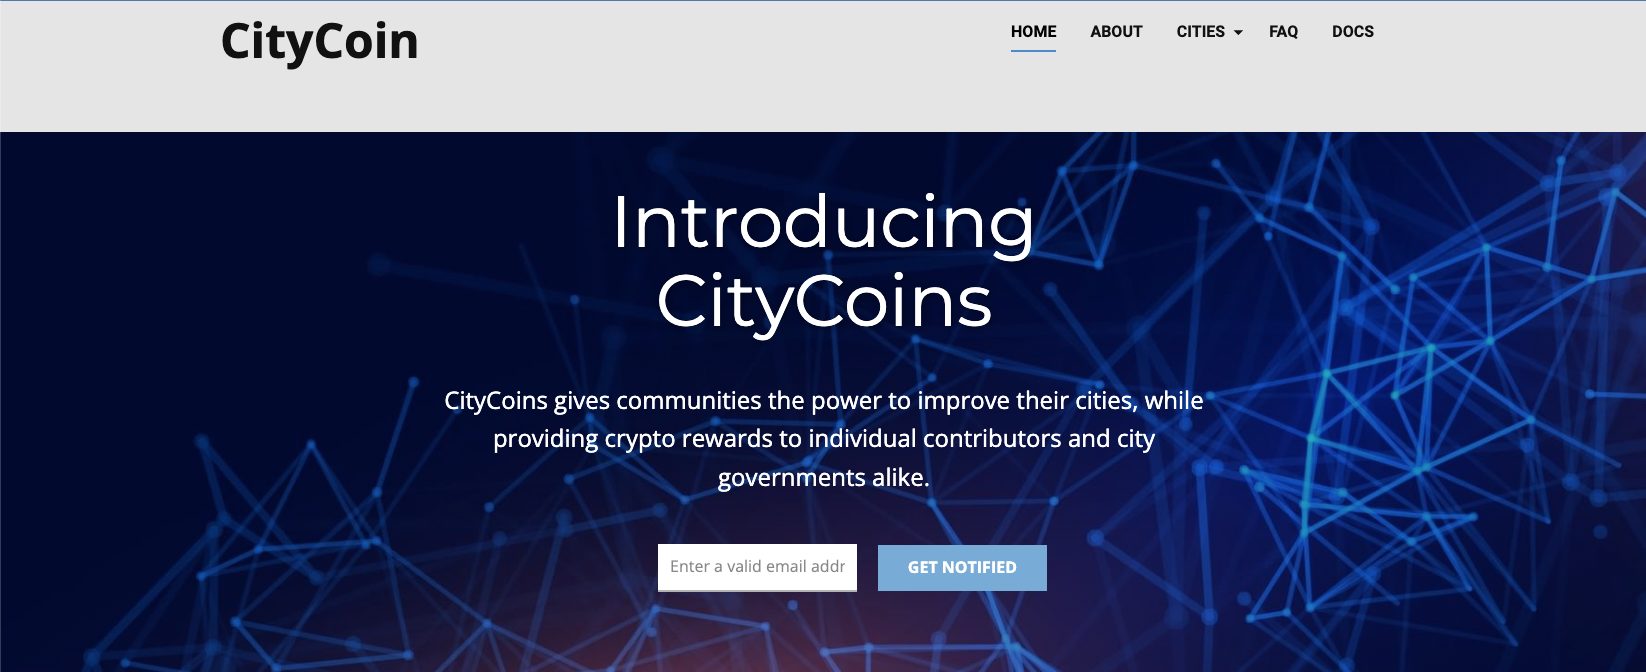 CityCoin
HOME ABOUT CITIES FAQ DOCS
Introducing
CityCoins
CityCoins gives communities the power to improve their cities, while
providing crypto rewards to individual contributors and city
governments alike.
Enter a valid email addr GET NOTIFIED